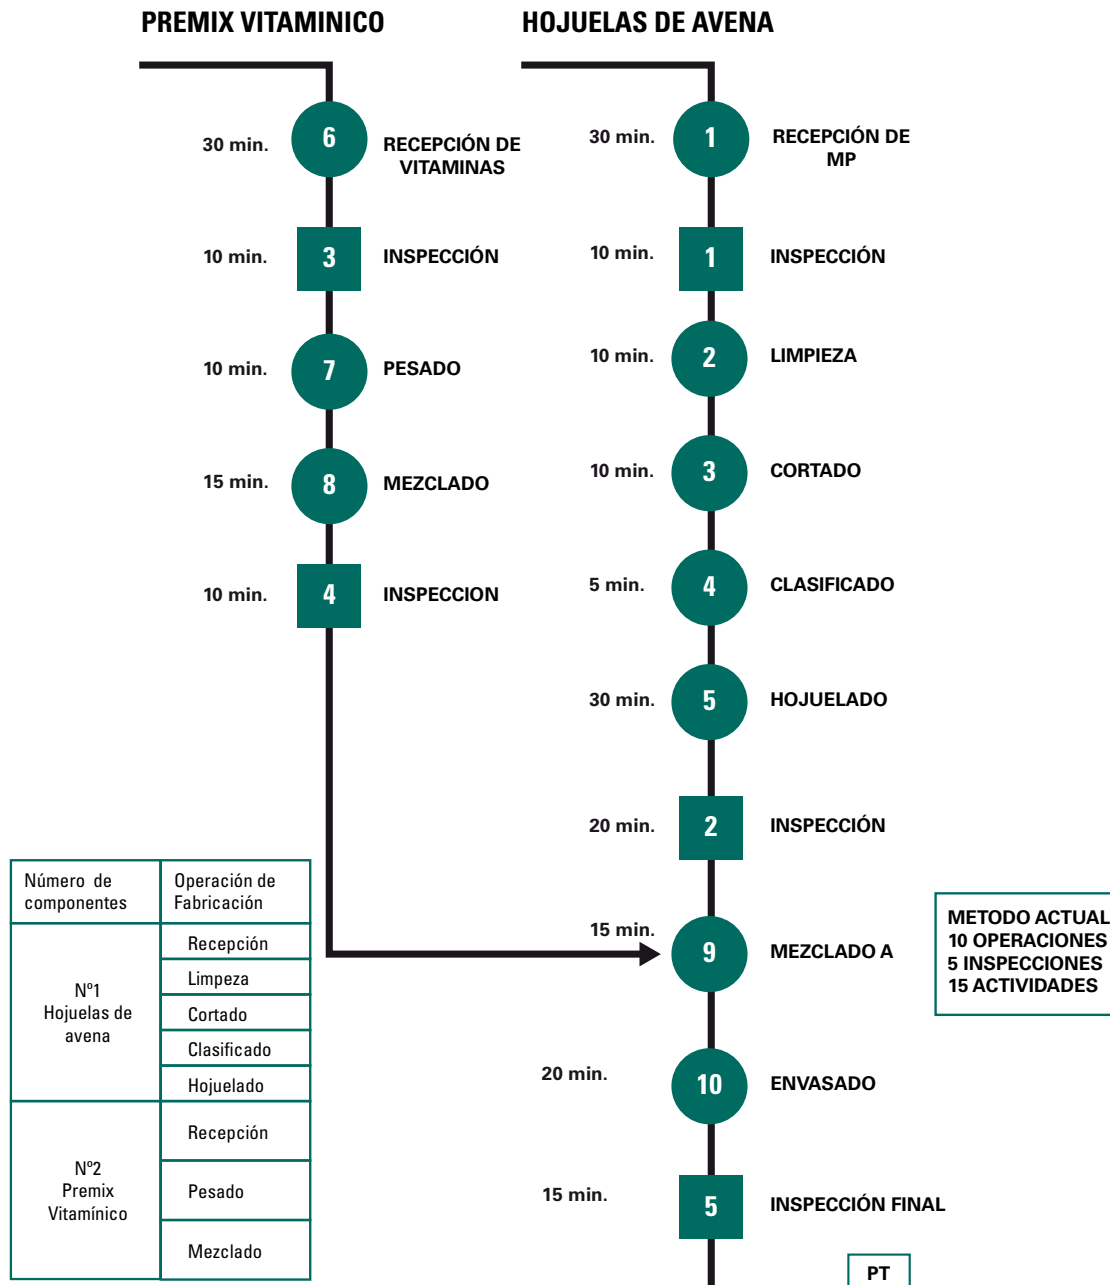 PREMIX VITAMINICO
HOJUELAS DE AVENA
30 min.
6
RECEPCIÓN DE
VITAMINAS
10 min.
3
INSPECCIÓN
10 min.
7
PESADO
15 min.
8
MEZCLADO
10 min.
4
INSPECCION
30 min.
1
RECEPCIÓN DE
MP
10 min.
1
INSPECCIÓN
10 min.
2
LIMPIEZA
10 min.
3
CORTADO
5 min.
4
CLASIFICADO
30 min.
5
HOJUELADO
20 min.
2
INSPECCIÓN
15 min.
9
MEZCLADO A
20 min.
10
ENVASADO
15 min.
5
INSPECCIÓN FINAL
PT
Número de
componentes
Operación de
Fabricación
Nº1
Hojuelas de
avena
Recepción
Limpeza
Cortado
Clasificado
Hojuelado
Nº2
Premix
Vitamínico
Recepción
Pesado
Mezclado
METODO ACTUAL
10 OPERACIONES
5 INSPECCIONES
15 ACTIVIDADES